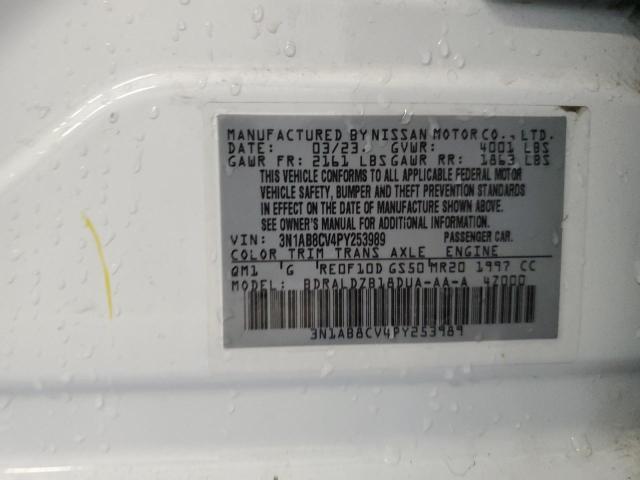 MANUFACTURED BY NISSAN MOTOR CO., LTD.
DATE: 03/23 GVWR: 4001 LBS
GAWR FR: 2161 LBS GAWR RR: 1863 LBS
THIS VEHICLE CONFORMS TO ALL APPLICABLE FEDERAL MOTOR
VEHICLE SAFETY, BUMPER AND THEFT PREVENTION STANDARDS
IN EFFECT ON THE DATE OF MANUFACTURE SHOWN ABOVE.
SEE OWNER'S MANUAL FOR ADDITIONAL INFORMATION
VIN: 3N1AB8CV4PY253989 PASSENGER CAR.
COLOR TRIM TRANS AXLE ENGINE
QM1 G RE0F10D GS50 MR20 1997 CC
MODEL: BDRALDZB18DUA-AA-A 4Z000
3N1AB8CV4PY253989